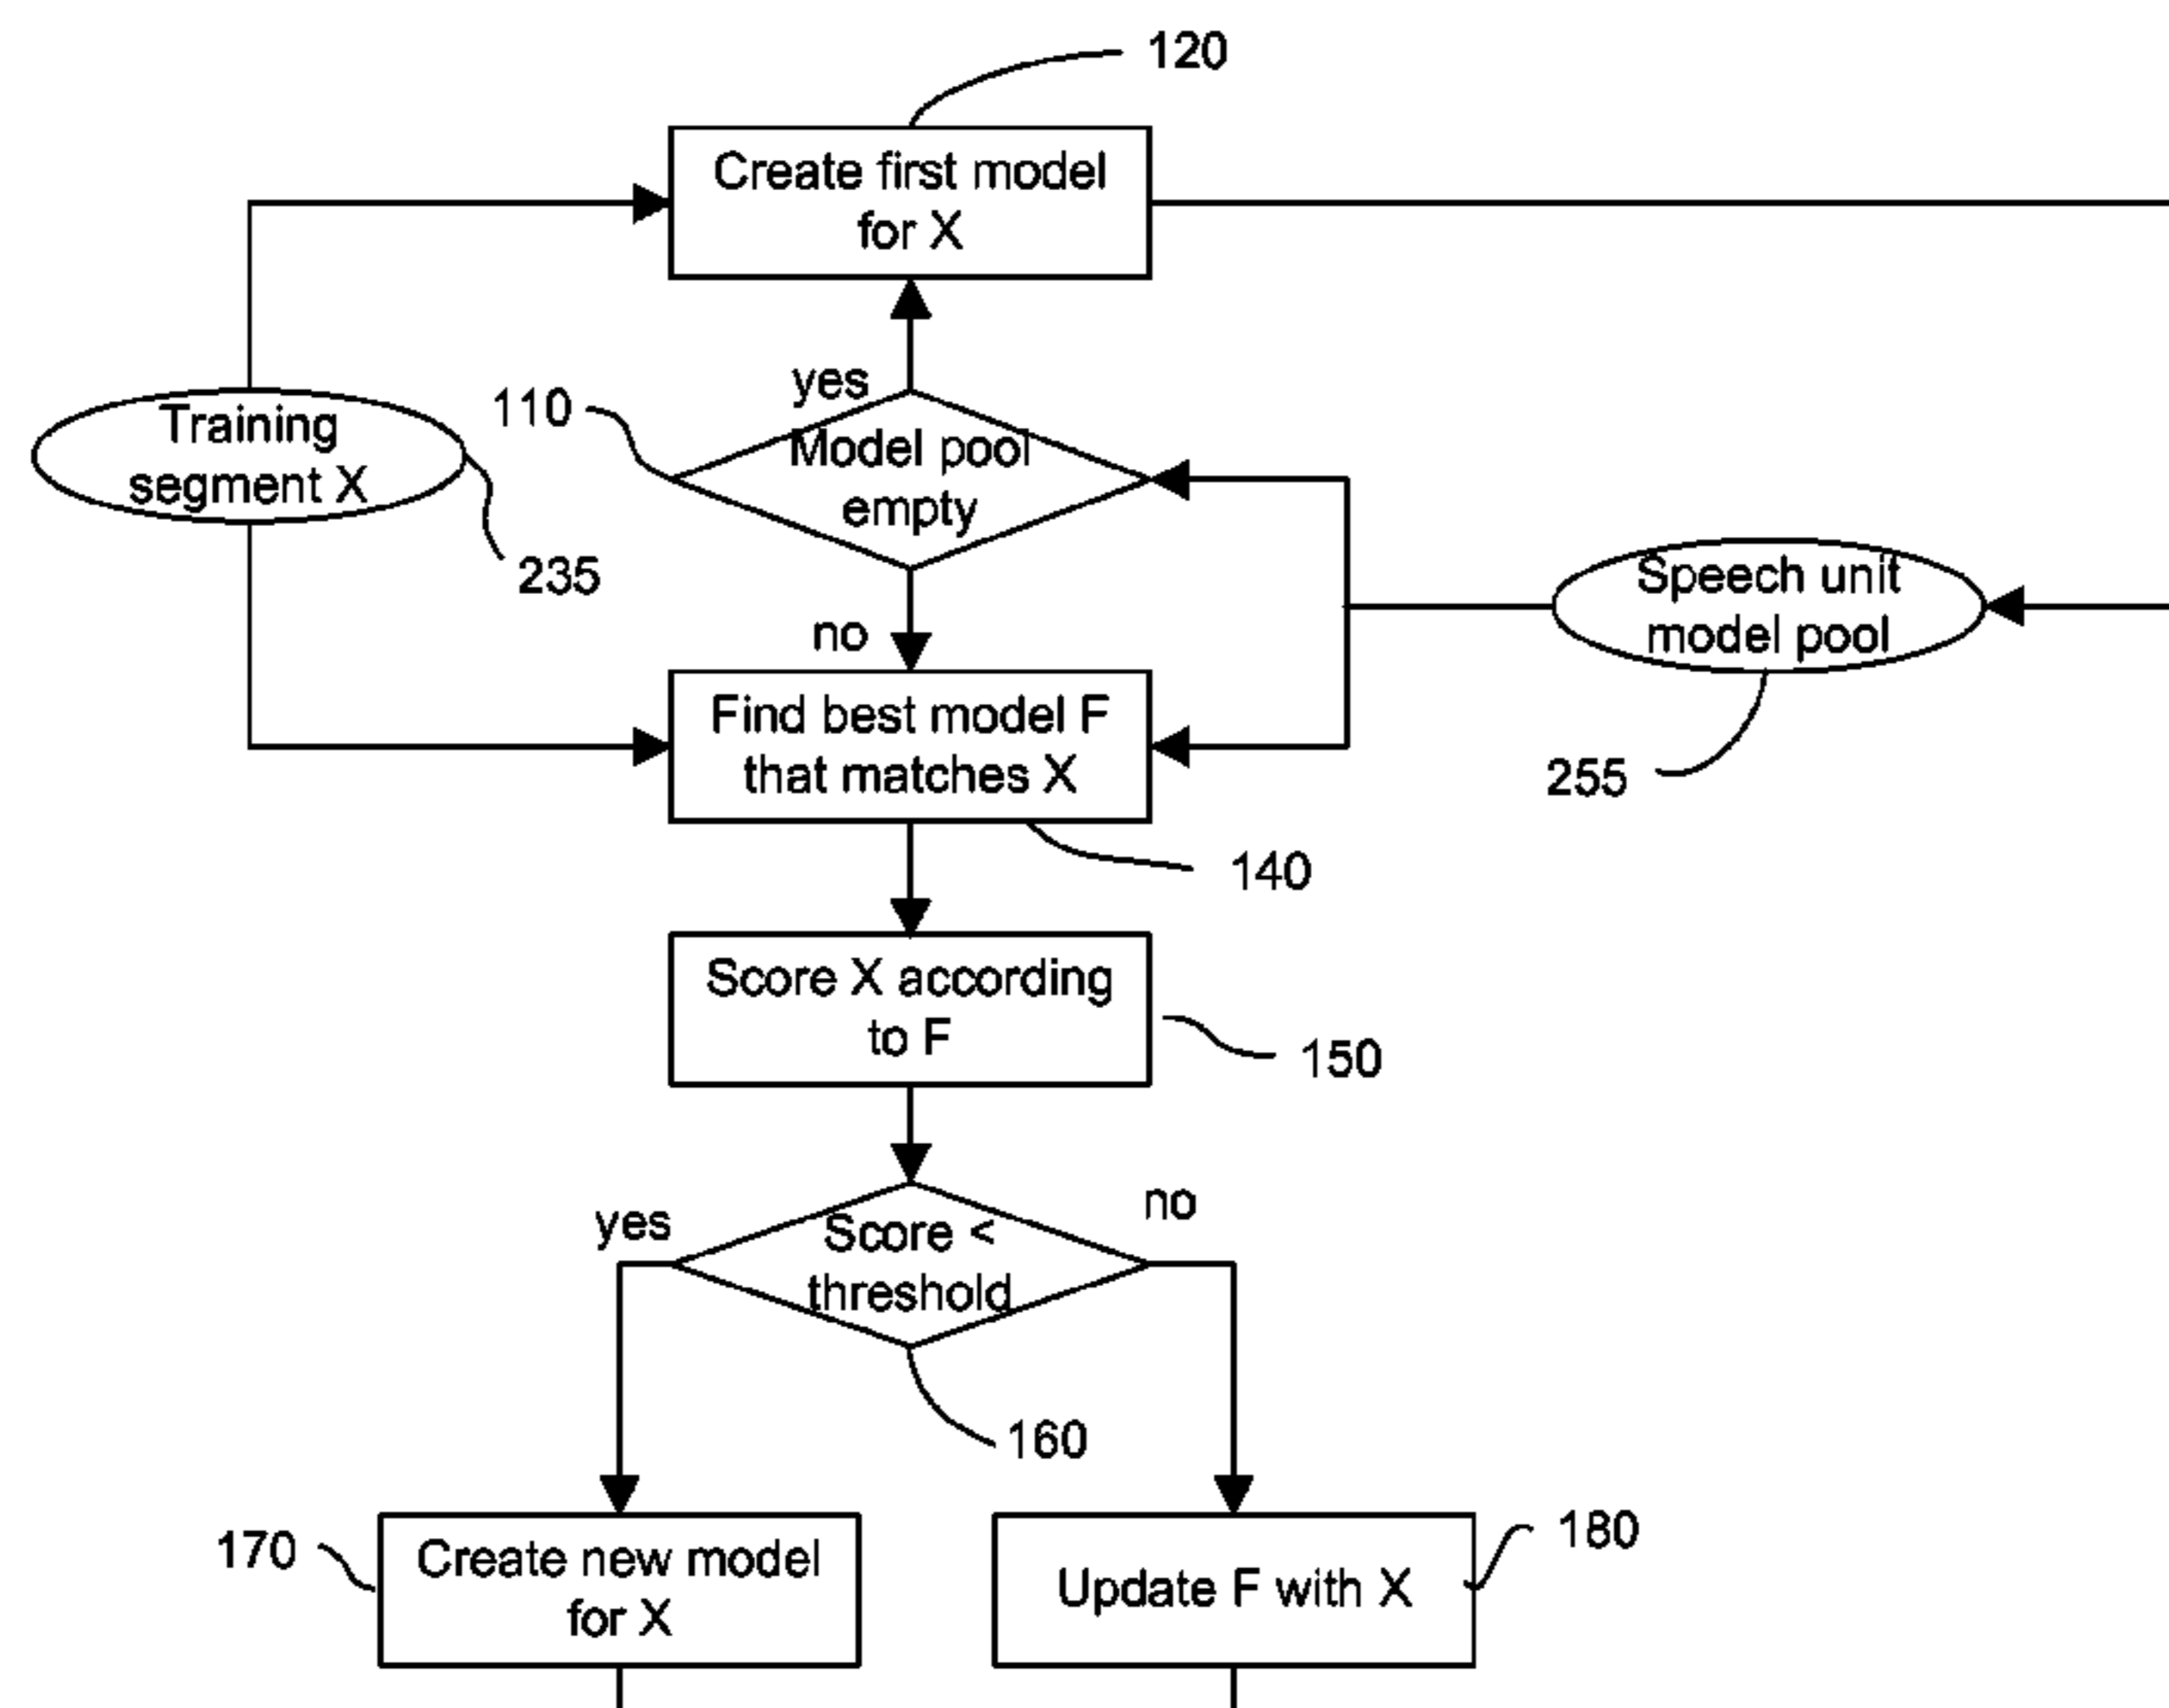 120
Create first model
for X
yes
110
Model pool
empty
Training
segment X
235
no
Speech unit
model pool
255
Find best model F
that matches X
140
Score X according
to F
150
yes
no
Score <
threshold
160
170
Create new model
for X
180
Update F with X